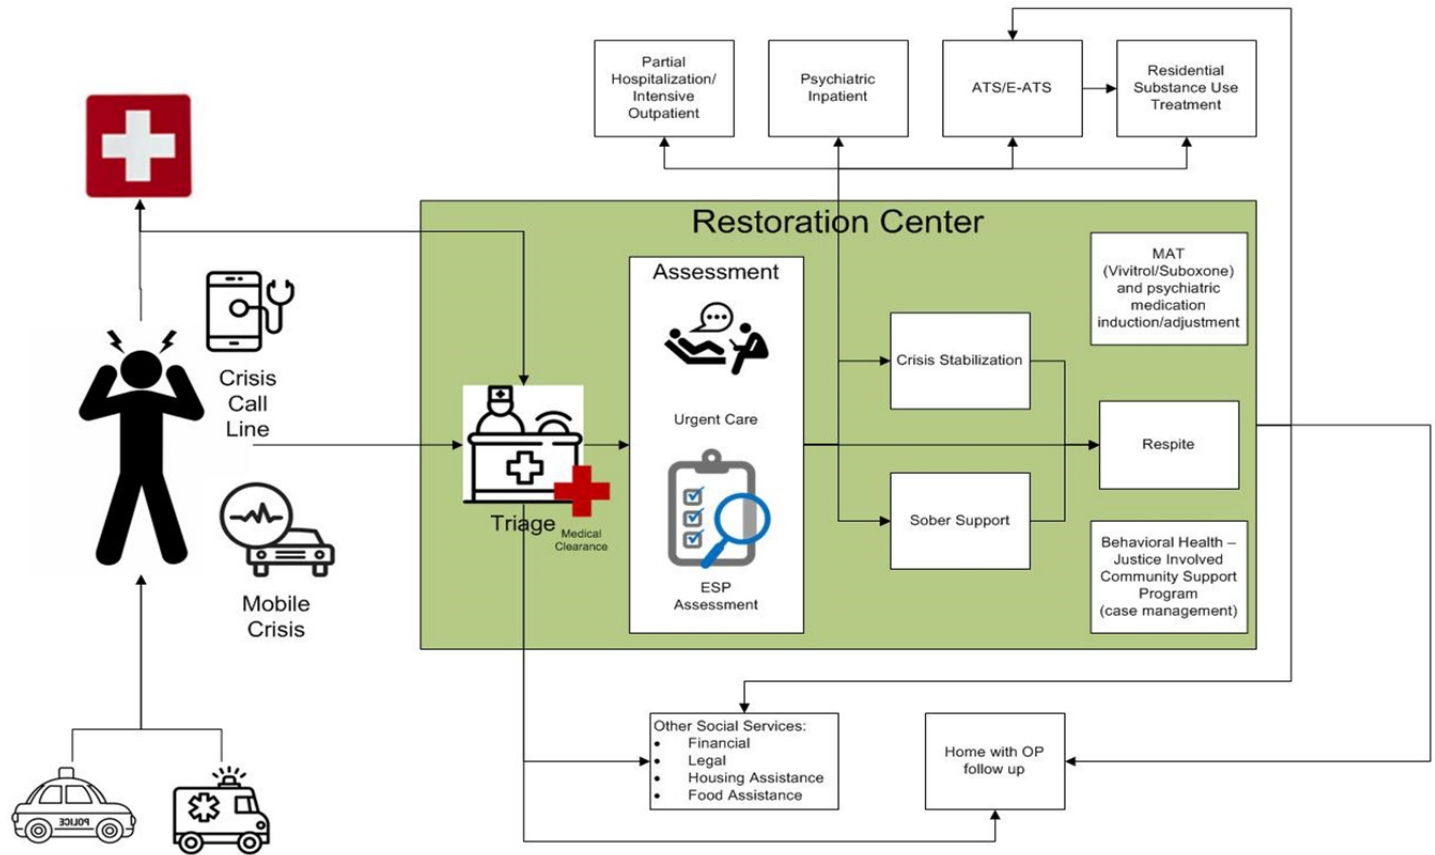 Partial
Hospitalization/
Intensive
Outpatient
Psychiatric
Inpatient
ATS/E-ATS
Residential
Substance Use
Treatment
Restoration Center
Assessment
MAT
(Vivitrol/Suboxone)
and psychiatric
medication
induction/adjustment
Crisis
Call
Line
Crisis Stabilization
Urgent Care
Respite
Triage
Medical
Clearance
Sober Support
ESP
Assessment
Behavioral Health –
Justice Involved
Community Support
Program
(case management)
Mobile
Crisis
Other Social Services:
• Financial
• Legal
• Housing Assistance
• Food Assistance
Home with OP
follow up
POLICE